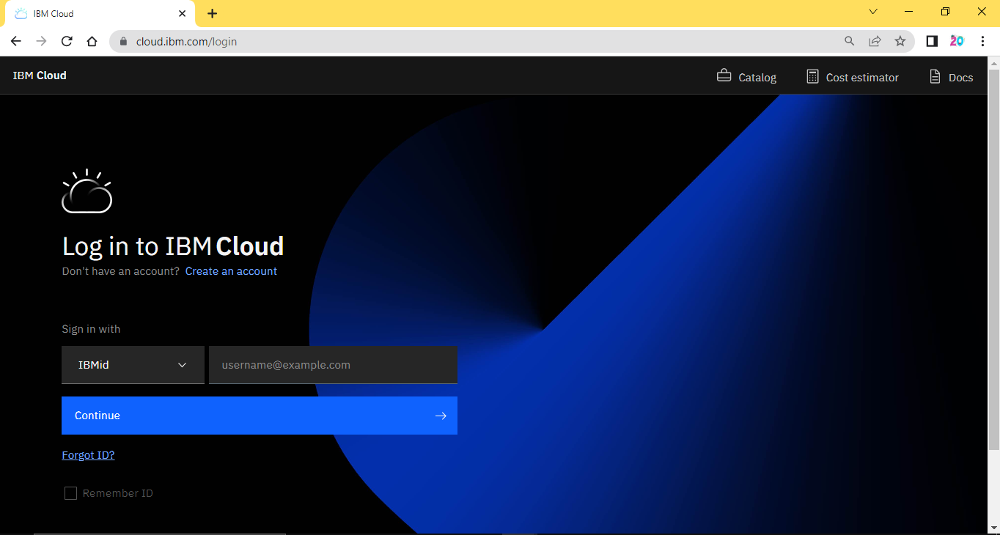 IBM Cloud
cloud.ibm.com/login
20
IBM Cloud
Catalog
Cost estimator
Docs
Log in to IBM Cloud
Don't have an account? Create an account
Sign in with
IBMid
username@example.com
Continue
Forgot ID?
Remember ID